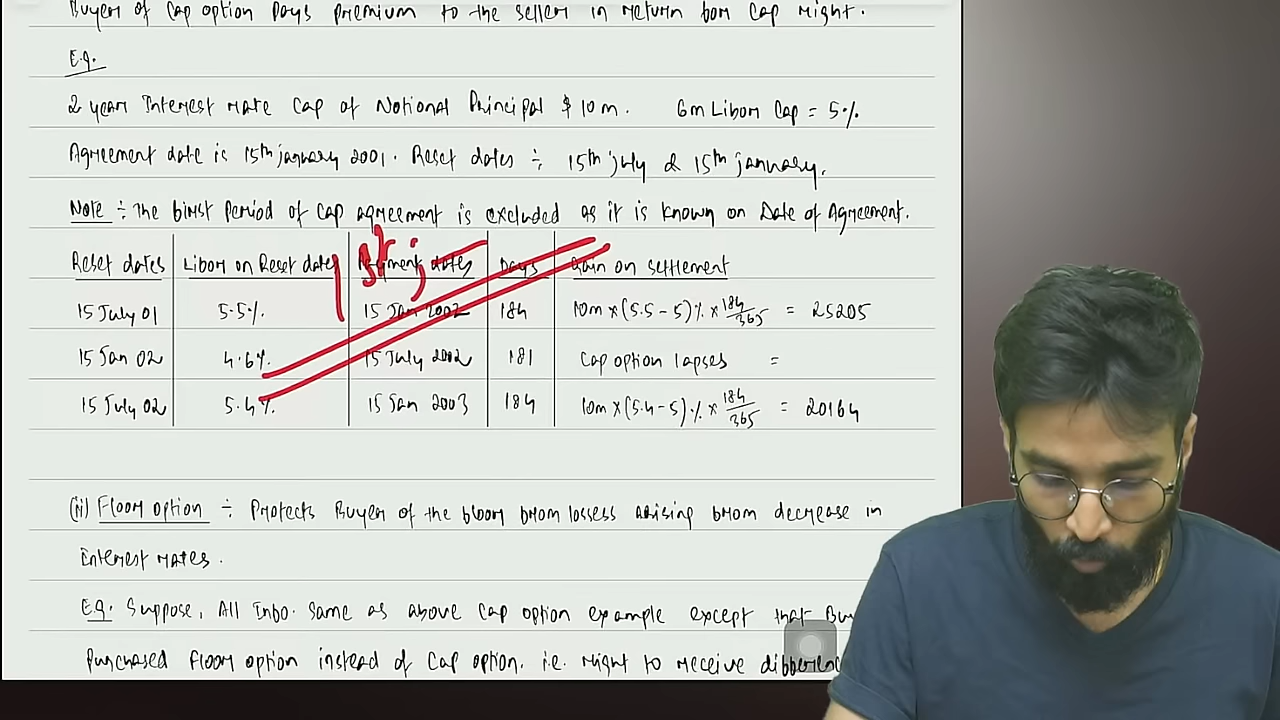 Buyer of Cap option Pays Premium to the seller in return for Cap Right.
E.g.
2 year Interest rate Cap of Notional Principal $ 10 m. 6m Libor Cap = 5%
Agreement date is 15th january 2001. Reset dates ÷ 15th july & 15th january.
Note ÷ The first Period of Cap agreement is excluded as it is known on Date of Agreement.
Reset dates Libor on Reset dates Payment dates Days Gain on settlement
15 July 01 5.5% 15 Jan 2002 184 10m × (5.5 - 5)% × 184/365 = 25205
15 Jan 02 4.6% 15 July 2002 181 Cap option lapses =
15 July 02 5.4% 15 Jan 2003 184 10m × (5.4 - 5)% × 184/365 = 20164
(ii) Floor option ÷ Protects Buyer of the floor from lossess arising from decrease in
Interest rates.
E.g. Suppose, All Info. Same as above Cap option example except that
Purchased Floor option instead of Cap option. i.e. Right to receive